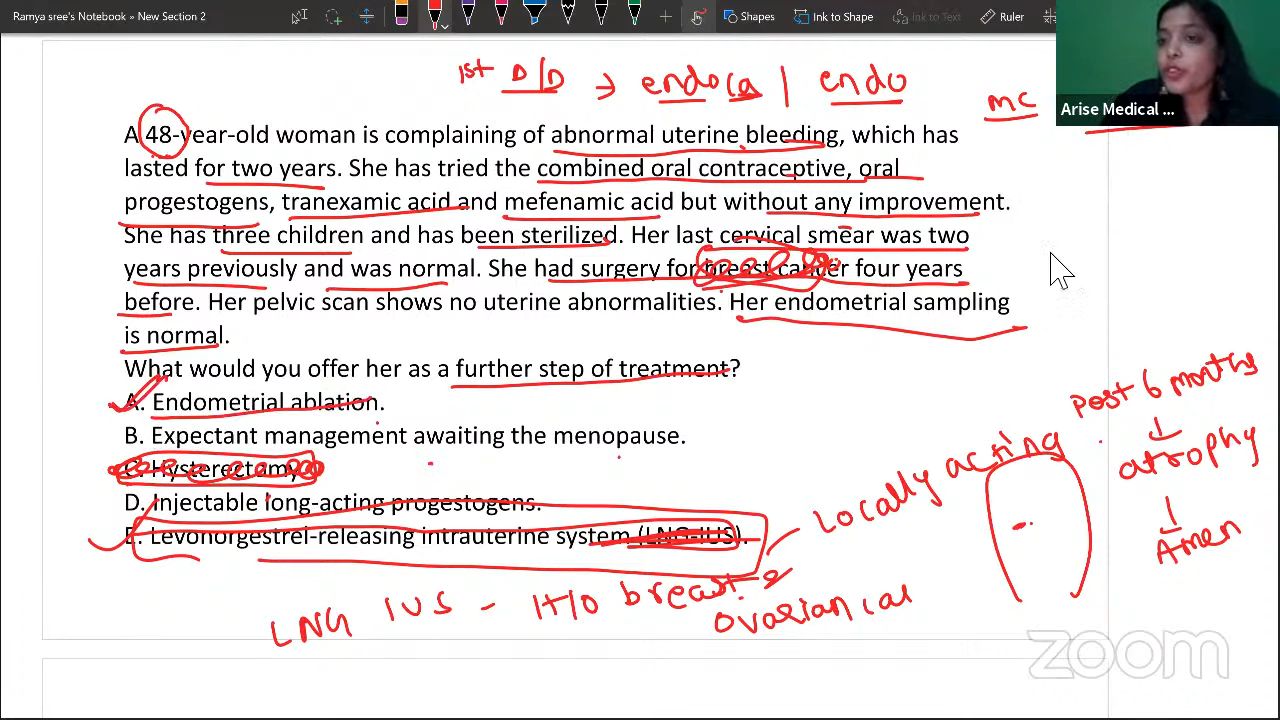 Ramya sree's Notebook » New Section 2
Shapes
Ink to Shape
Ink to Text
Ruler
Arise Medical ...
1st D/D → endo ca | endo
mc
A 48-year-old woman is complaining of abnormal uterine bleeding, which has
lasted for two years. She has tried the combined oral contraceptive, oral
progestogens, tranexamic acid and mefenamic acid but without any improvement.
She has three children and has been sterilized. Her last cervical smear was two
years previously and was normal. She had surgery for breast cancer four years
before. Her pelvic scan shows no uterine abnormalities. Her endometrial sampling
is normal.
What would you offer her as a further step of treatment?
A. Endometrial ablation.
B. Expectant management awaiting the menopause.
C. Hysterectomy
D. Injectable long-acting progestogens.
E. Levonorgestrel-releasing intrauterine system (LNG-IUS).
Locally acting
Post 6 months
↓
atrophy
↓
Amen
LNG IUS - H/O breast
ovarian ca
zoom